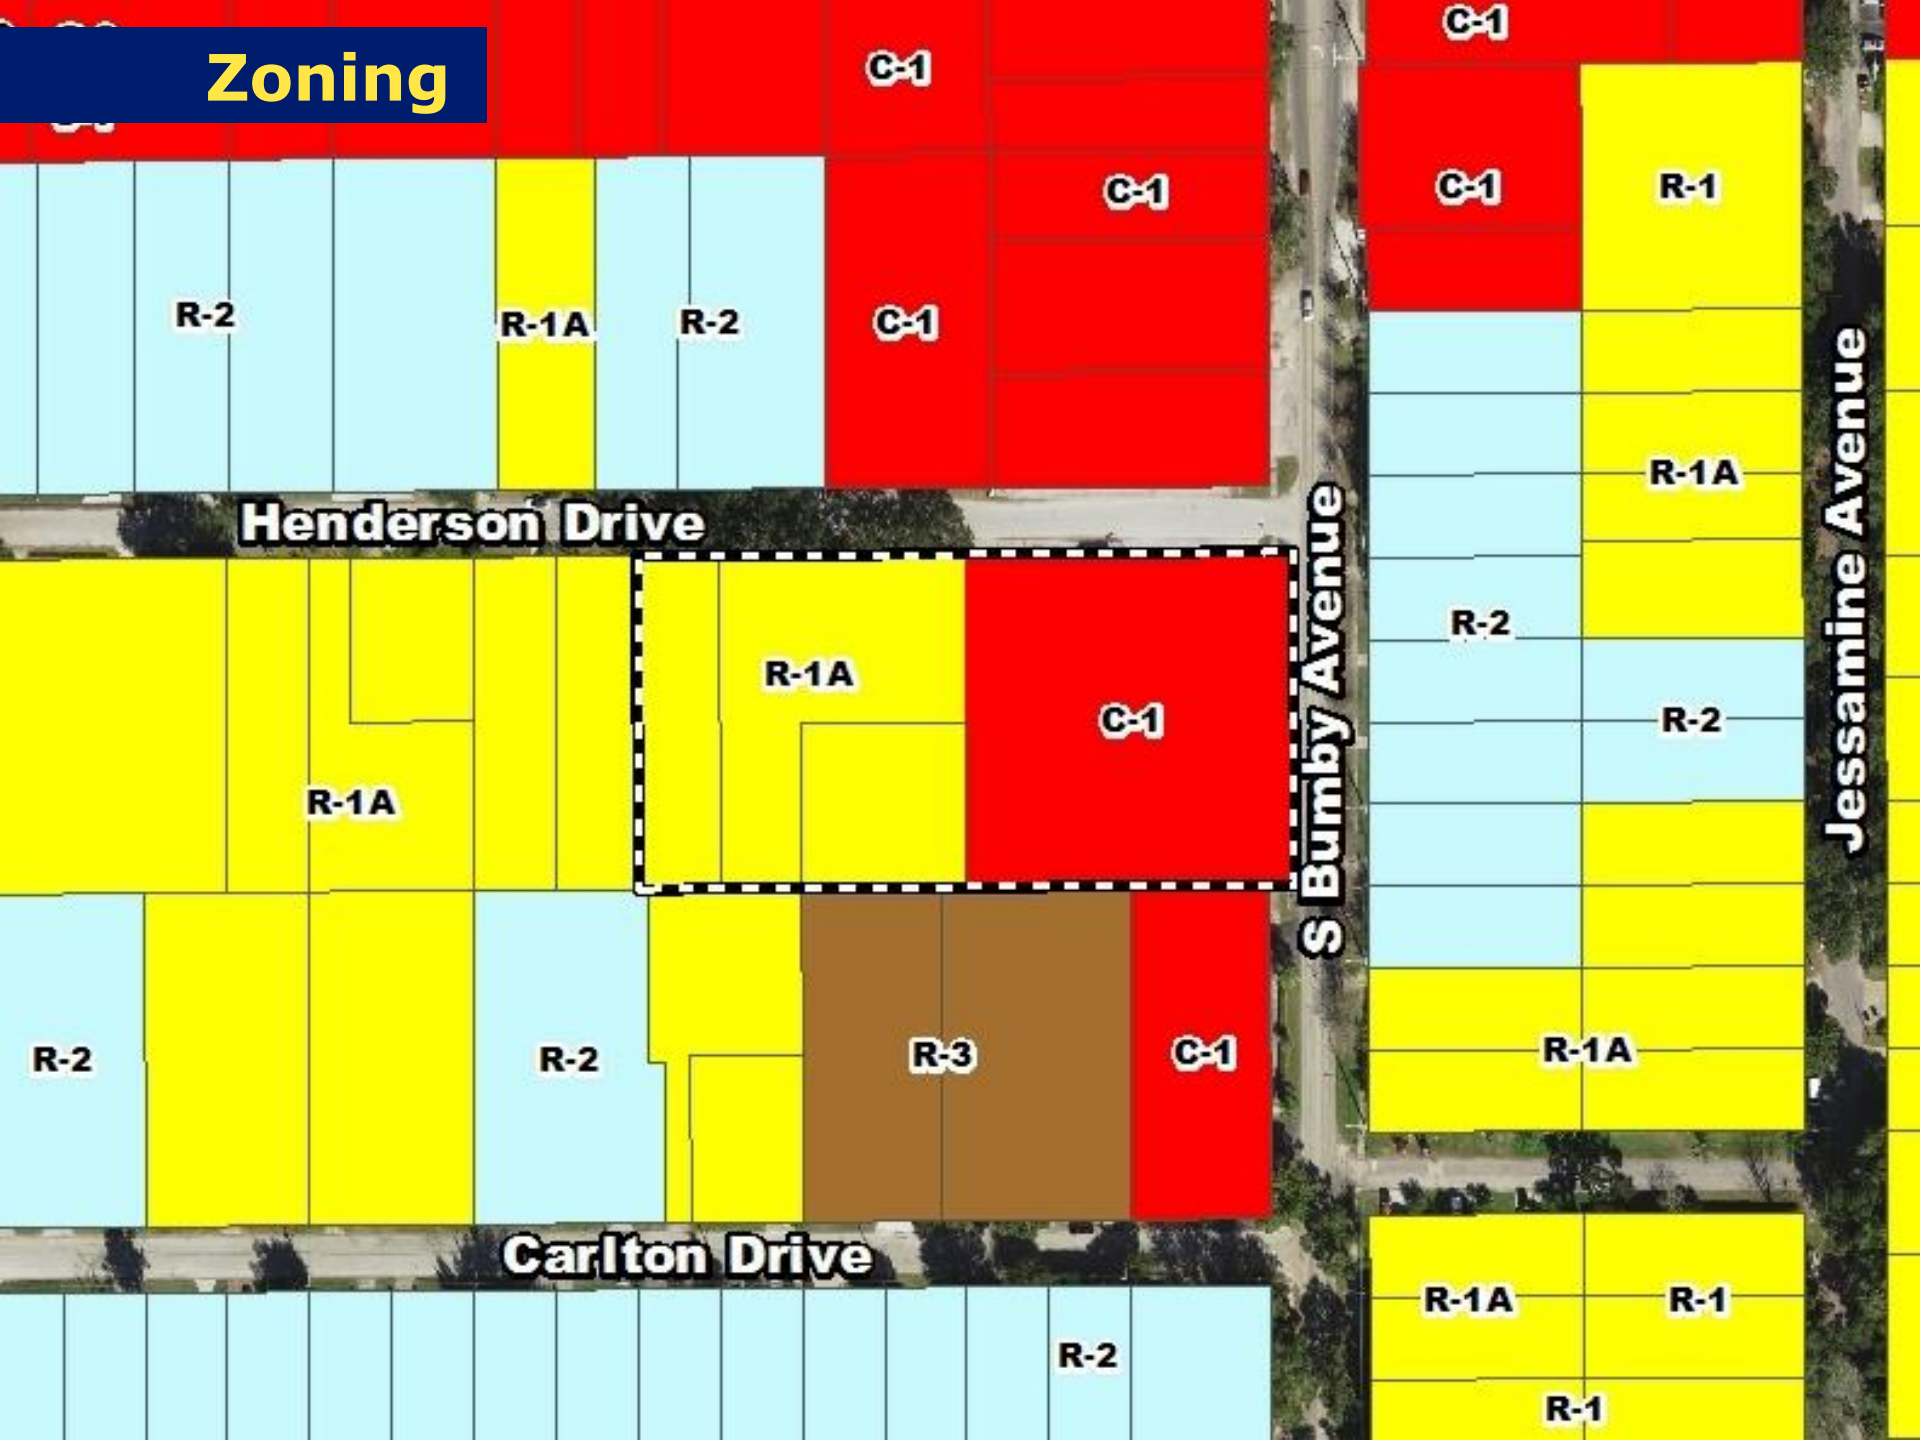 Zoning
C-1
C-1
C-1
C-1
R-1
R-2
R-1A
R-2
C-1
R-1A
Henderson Drive
S Bumby Avenue
Jessamine Avenue
R-1A
C-1
R-2
R-2
R-1A
R-2
R-2
R-3
C-1
R-1A
Carlton Drive
R-1A
R-1
R-2
R-1